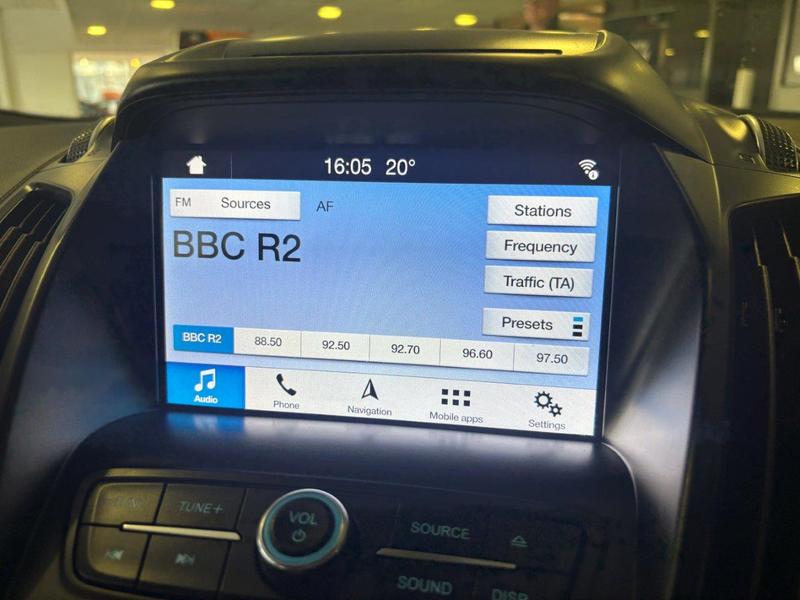 16:05 20°
FM Sources
AF
Stations
BBC R2
Frequency
Traffic (TA)
Presets
BBC R2 88.50 92.50 92.70 96.60 97.50
Audio Phone Navigation Mobile apps Settings
TUNE+
VOL
SOURCE
SOUND
DISP